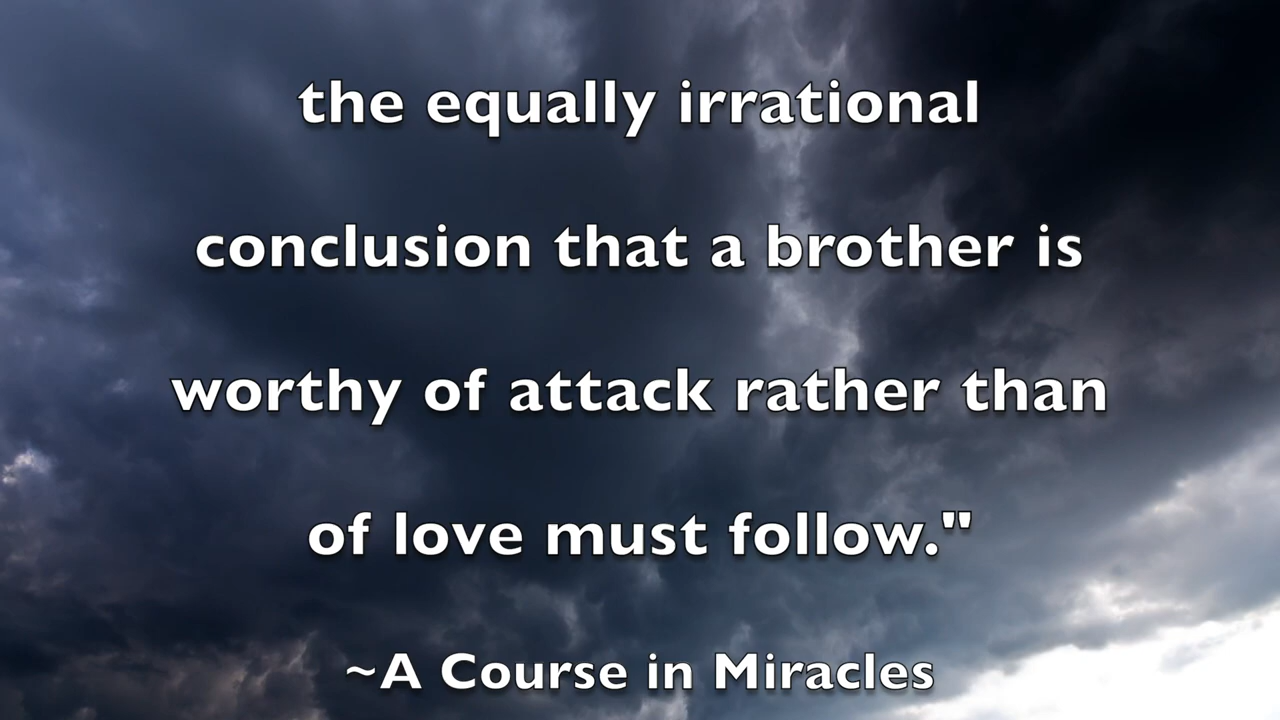 the equally irrational
conclusion that a brother is
worthy of attack rather than
of love must follow."
~A Course in Miracles